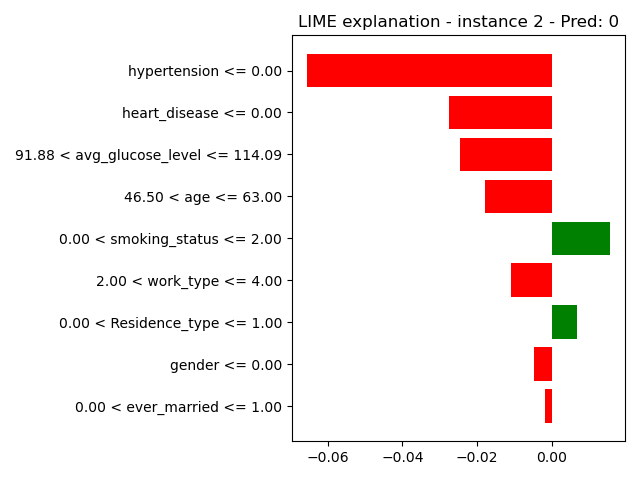 LIME explanation - instance 2 - Pred: 0
hypertension <= 0.00
heart_disease <= 0.00
91.88 < avg_glucose_level <= 114.09
46.50 < age <= 63.00
0.00 < smoking_status <= 2.00
2.00 < work_type <= 4.00
0.00 < Residence_type <= 1.00
gender <= 0.00
0.00 < ever_married <= 1.00
−0.06 −0.04 −0.02 0.00